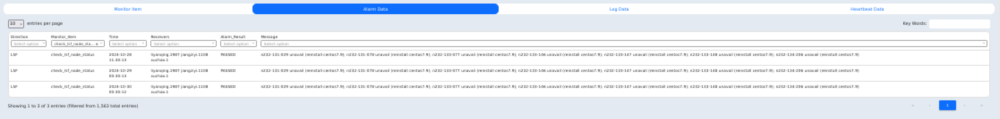 Monitor Item
Alarm Data
Log Data
Heartbeat Data
10 entries per page
Key Words:
Direction Monitor_Item Time Receivers Alarm_Result Message
Select option check_lsf_node_sta... × Select option Select option Select option Select option
LSF check_lsf_node_status 2024-10-28 liyanqing.1987 jiangziyi.1108 PASSED n232-131-029 unavail (reinstall centos7.9); n232-131-078 unavail (reinstall centos7.9); n232-133-077 unavail (reinstall centos7.9); n232-133-146 unavail (reinstall centos7.9); n232-133-147 unavail (reinstall centos7.9); n232-133-148 unavail (reinstall centos7.9); n232-134-206 unavail (reinstall centos7.9)
11:30:13 xuchao.1
LSF check_lsf_node_status 2024-10-29 liyanqing.1987 jiangziyi.1108 PASSED n232-131-029 unavail (reinstall centos7.9); n232-131-078 unavail (reinstall centos7.9); n232-133-077 unavail (reinstall centos7.9); n232-133-146 unavail (reinstall centos7.9); n232-133-147 unavail (reinstall centos7.9); n232-133-148 unavail (reinstall centos7.9); n232-134-206 unavail (reinstall centos7.9)
00:30:13 xuchao.1
LSF check_lsf_node_status 2024-10-30 liyanqing.1987 jiangziyi.1108 PASSED n232-131-029 unavail (reinstall centos7.9); n232-131-078 unavail (reinstall centos7.9); n232-133-077 unavail (reinstall centos7.9); n232-133-146 unavail (reinstall centos7.9); n232-133-147 unavail (reinstall centos7.9); n232-133-148 unavail (reinstall centos7.9); n232-134-206 unavail (reinstall centos7.9)
00:30:12 xuchao.1
Showing 1 to 3 of 3 entries (filtered from 1,563 total entries)
« ‹ 1 › »